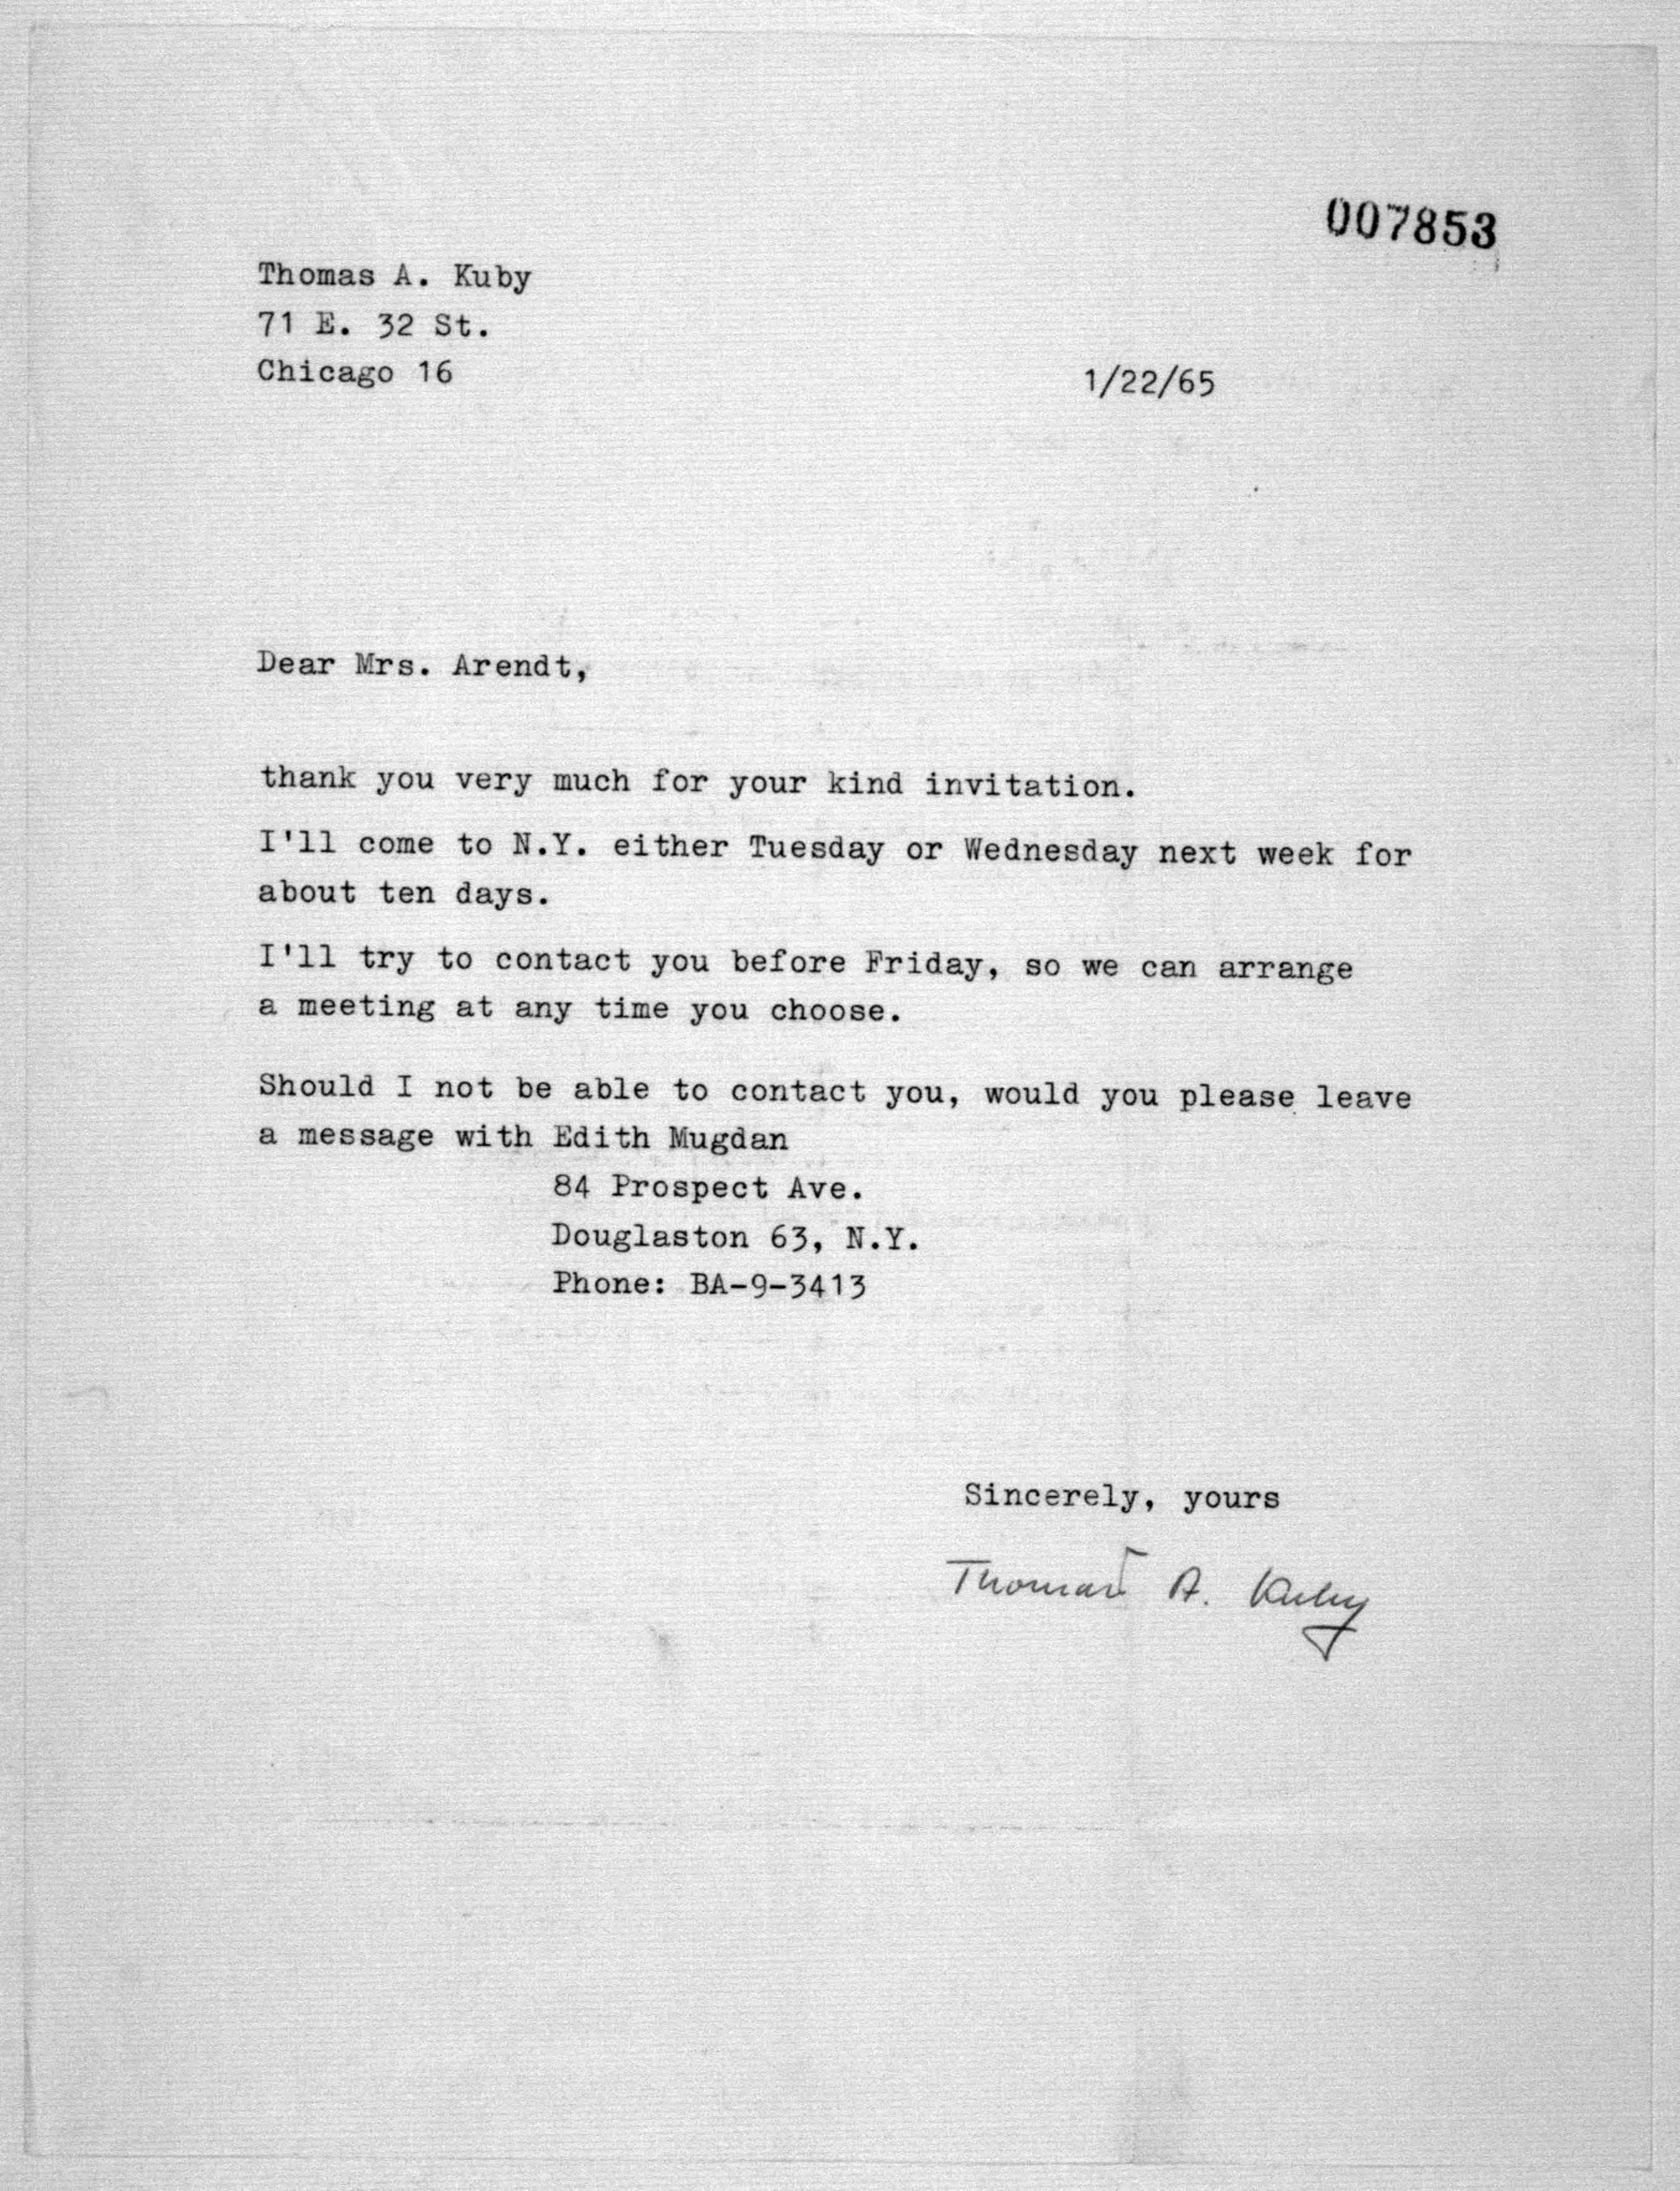 007853
Thomas A. Kuby
71 E. 32 St.
Chicago 16
1/22/65
Dear Mrs. Arendt,
thank you very much for your kind invitation.
I'll come to N.Y. either Tuesday or Wednesday next week for
about ten days.
I'll try to contact you before Friday, so we can arrange
a meeting at any time you choose.
Should I not be able to contact you, would you please leave
a message with Edith Mugdan
84 Prospect Ave.
Douglaston 63, N.Y.
Phone: BA-9-3413
Sincerely, yours
Thomas A. Kuby